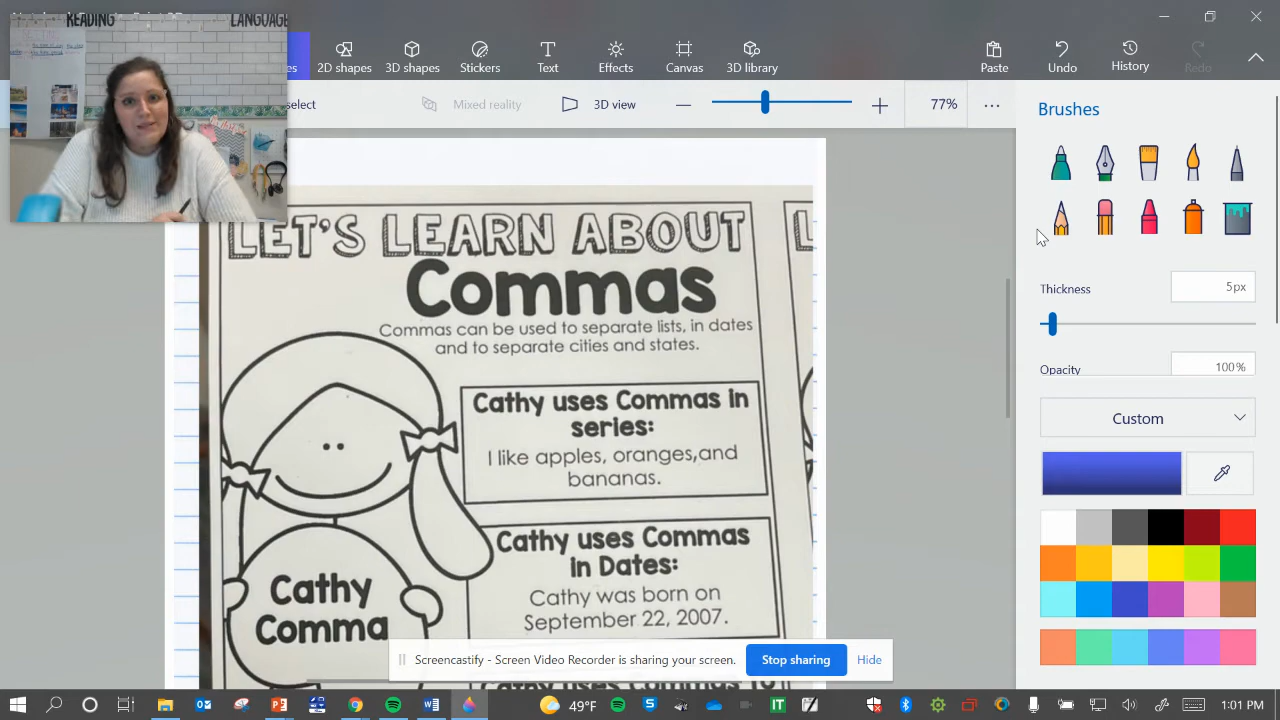 READING
LANGUAGE
2D shapes
3D shapes
Stickers
Text
Effects
Canvas
3D library
Paste
Undo
History
Redo
select
Mixed reality
3D view
77%
Brushes
Thickness
5px
Opacity
100%
Custom
LET'S LEARN ABOUT
Commas
Commas can be used to separate lists, in dates
and to separate cities and states.
Cathy uses Commas in
series:
I like apples, oranges,and
bananas.
Cathy uses Commas
in Dates:
Cathy was born on
September 22, 2007.
Cathy
Comma
Screencastify - Screen Video Recorder is sharing your screen.
Stop sharing
Hide
49°F
1:01 PM